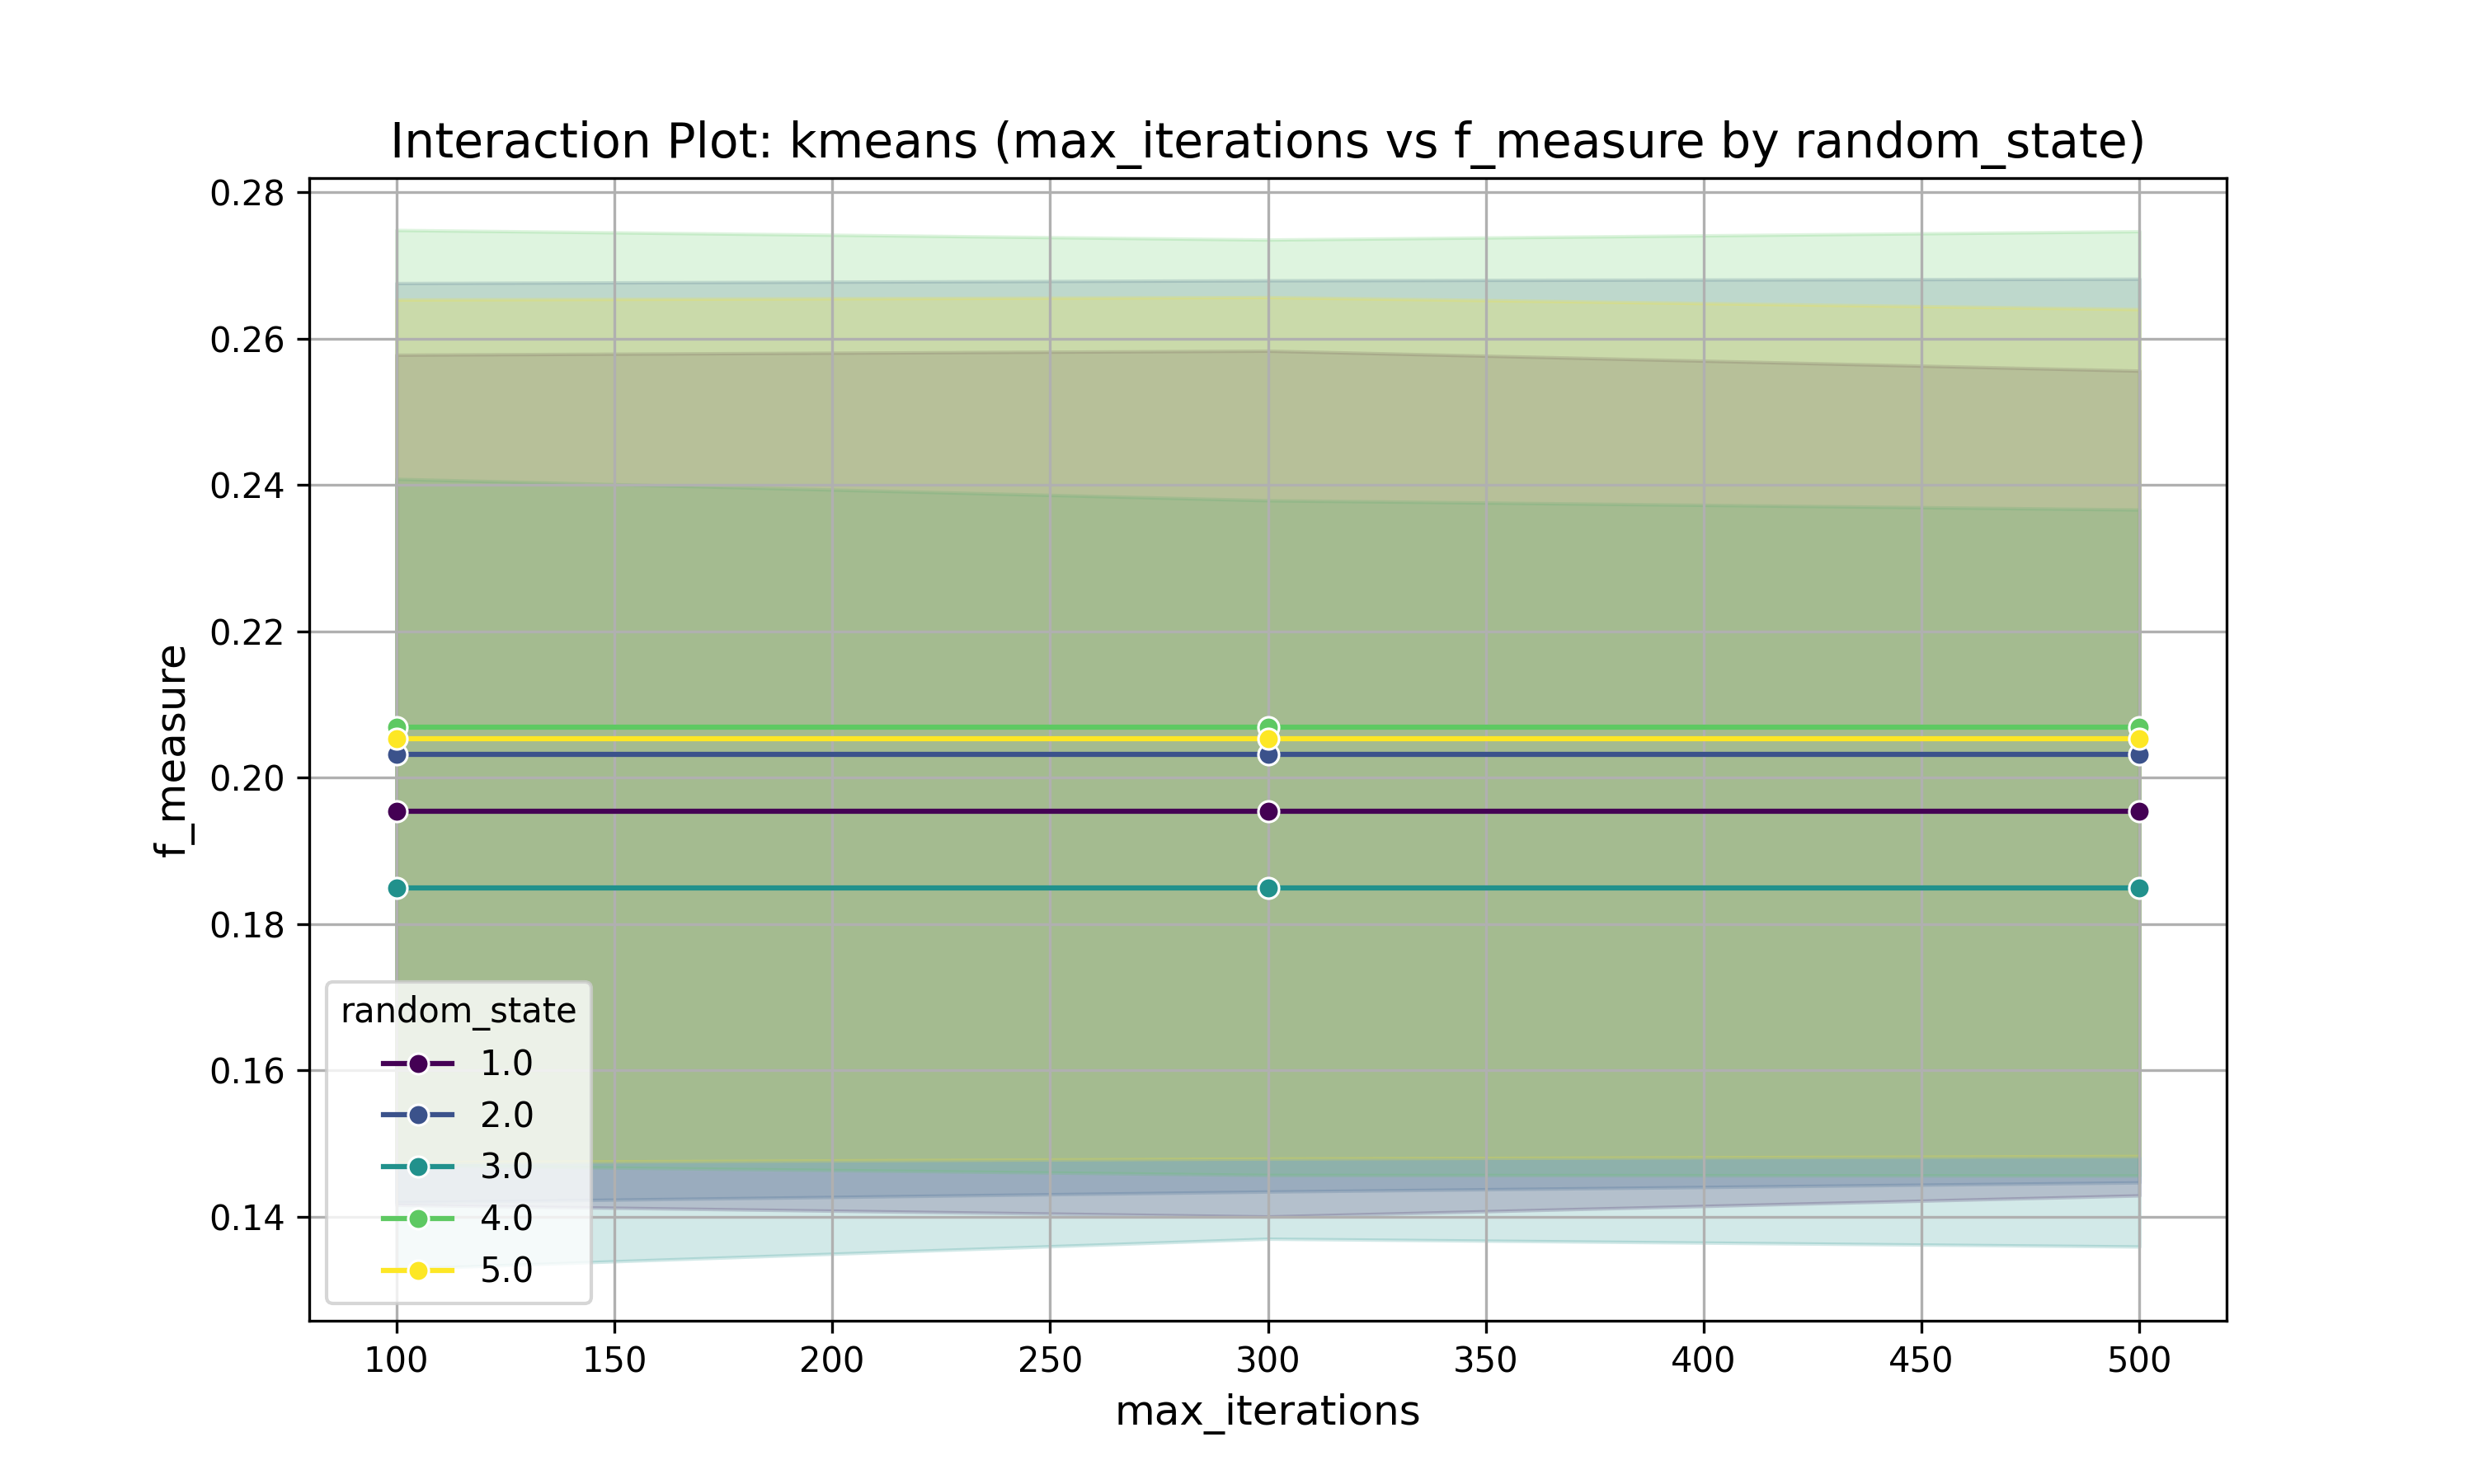 Interaction Plot: kmeans (max_iterations vs f_measure by random_state)
0.28
0.26
0.24
0.22
0.20
0.18
0.16
0.14
f_measure
random_state
1.0
2.0
3.0
4.0
5.0
100 150 200 250 300 350 400 450 500
max_iterations